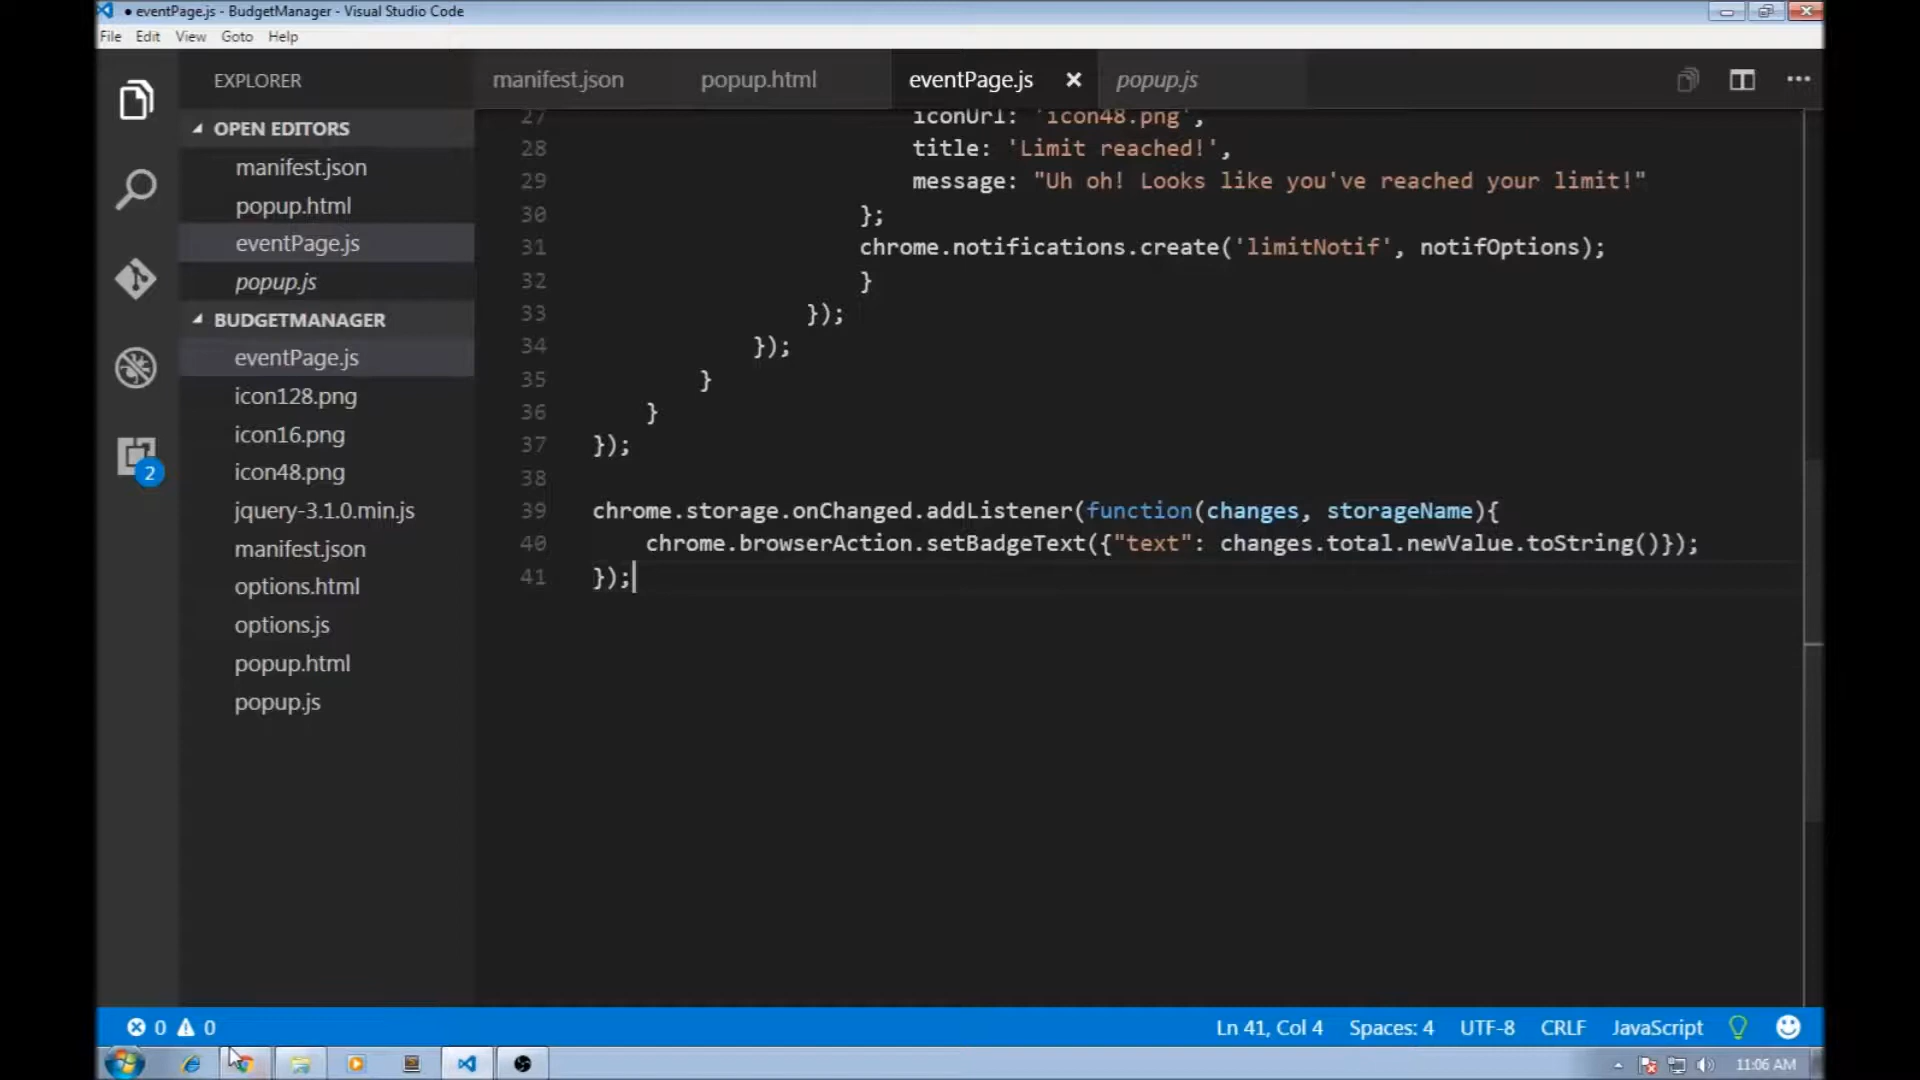 ● eventPage.js - BudgetManager - Visual Studio Code
File Edit View Goto Help
EXPLORER
OPEN EDITORS
manifest.json
popup.html
eventPage.js
popup.js
BUDGETMANAGER
eventPage.js
icon128.png
icon16.png
icon48.png
jquery-3.1.0.min.js
manifest.json
options.html
options.js
popup.html
popup.js
2
manifest.json popup.html eventPage.js popup.js
27 iconUrl: 'icon48.png',
28 title: 'Limit reached!',
29 message: "Uh oh! Looks like you've reached your limit!"
30 };
31 chrome.notifications.create('limitNotif', notifOptions);
32 }
33 });
34 });
35 }
36 }
37 });
38
39 chrome.storage.onChanged.addListener(function(changes, storageName){
40 chrome.browserAction.setBadgeText({"text": changes.total.newValue.toString()});
41 });
0 0 Ln 41, Col 4 Spaces: 4 UTF-8 CRLF JavaScript
11:06 AM